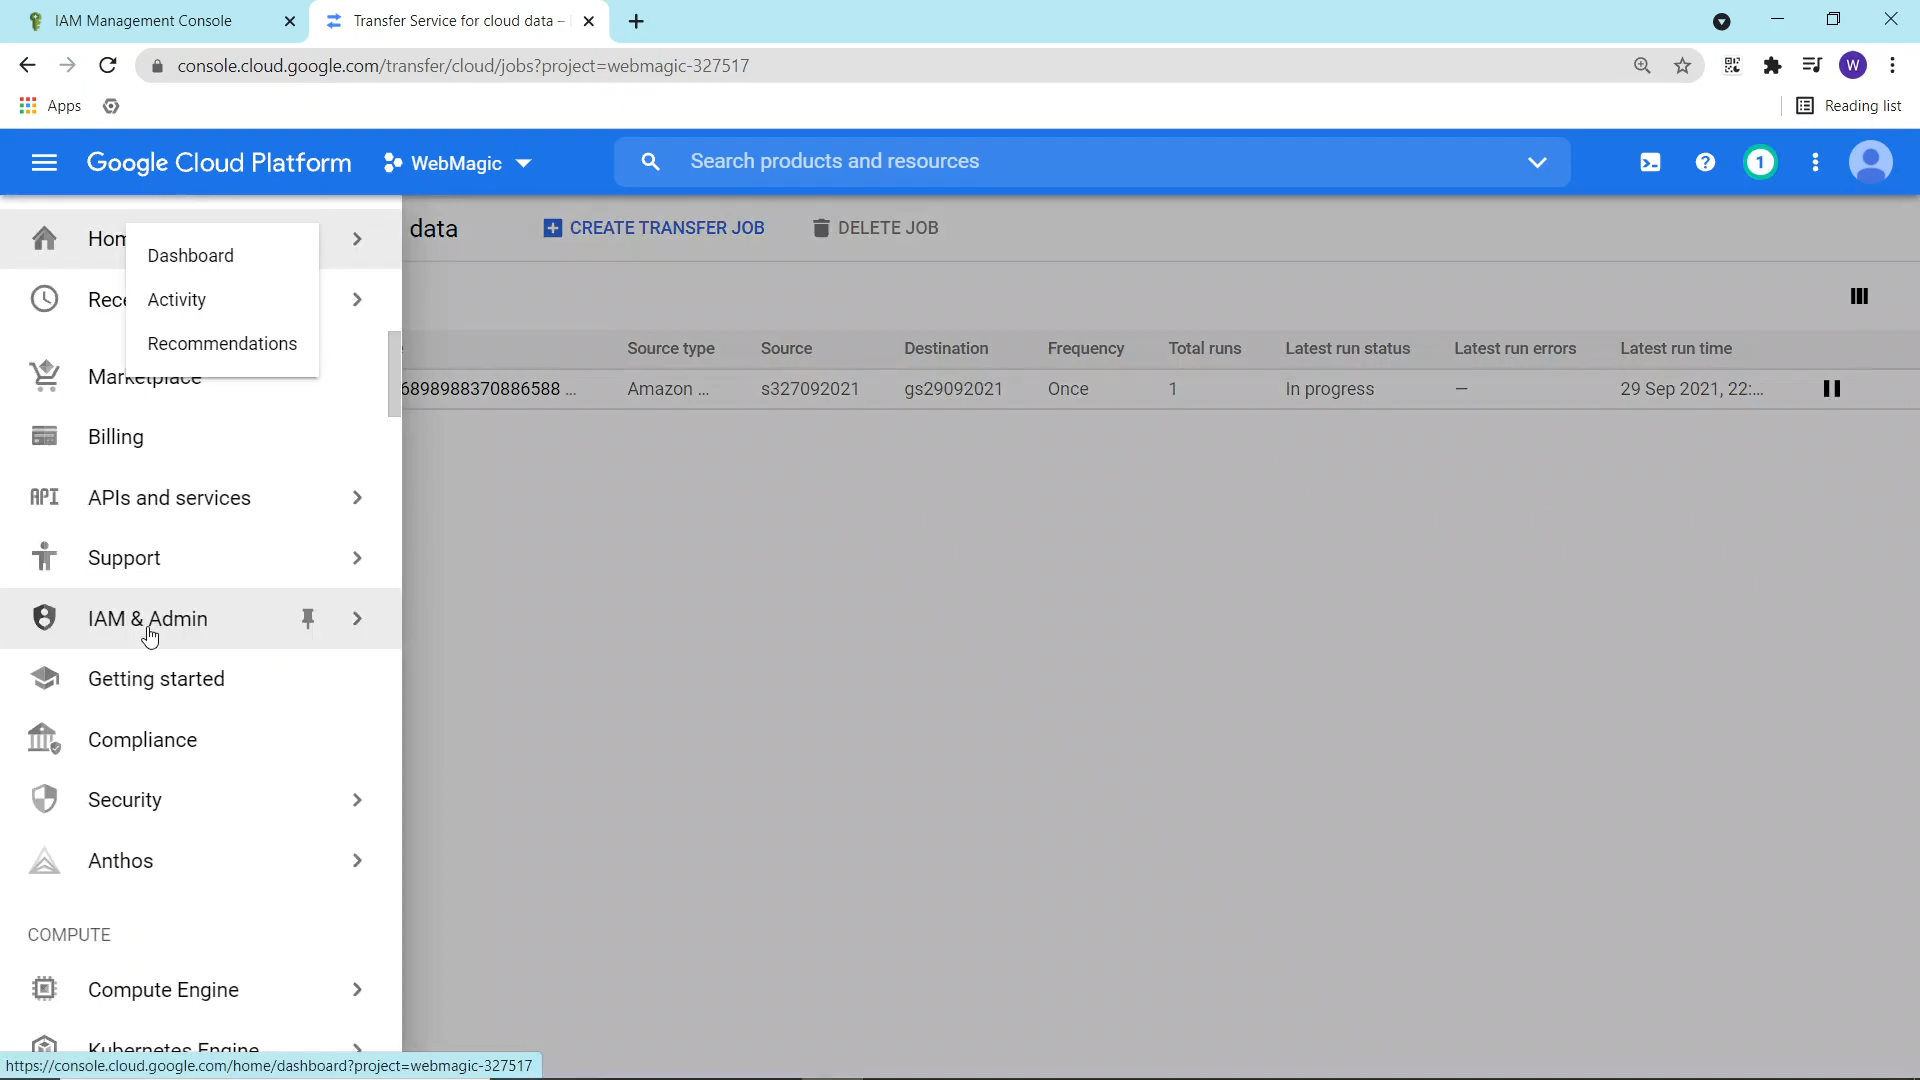 IAM Management Console
Transfer Service for cloud data –
console.cloud.google.com/transfer/cloud/jobs?project=webmagic-327517
W
Apps
Reading list
Google Cloud Platform
WebMagic
Search products and resources
1
Dashboard
Activity
Recommendations
data
CREATE TRANSFER JOB
DELETE JOB
Source type
Source
Destination
Frequency
Total runs
Latest run status
Latest run errors
Latest run time
6898988370886588 ...
Amazon ...
s327092021
gs29092021
Once
1
In progress
—
29 Sep 2021, 22:...
Marketplace
Billing
API
APIs and services
Support
IAM & Admin
Getting started
Compliance
Security
Anthos
COMPUTE
Compute Engine
Kubernetes Engine
https://console.cloud.google.com/home/dashboard?project=webmagic-327517